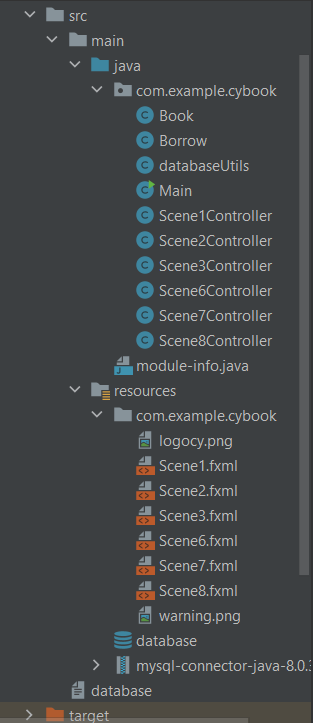 src
main
java
com.example.cybook
Book
Borrow
databaseUtils
Main
Scene1Controller
Scene2Controller
Scene3Controller
Scene6Controller
Scene7Controller
Scene8Controller
module-info.java
resources
com.example.cybook
logocy.png
Scene1.fxml
Scene2.fxml
Scene3.fxml
Scene6.fxml
Scene7.fxml
Scene8.fxml
warning.png
database
mysql-connector-java-8.0.3
database
target